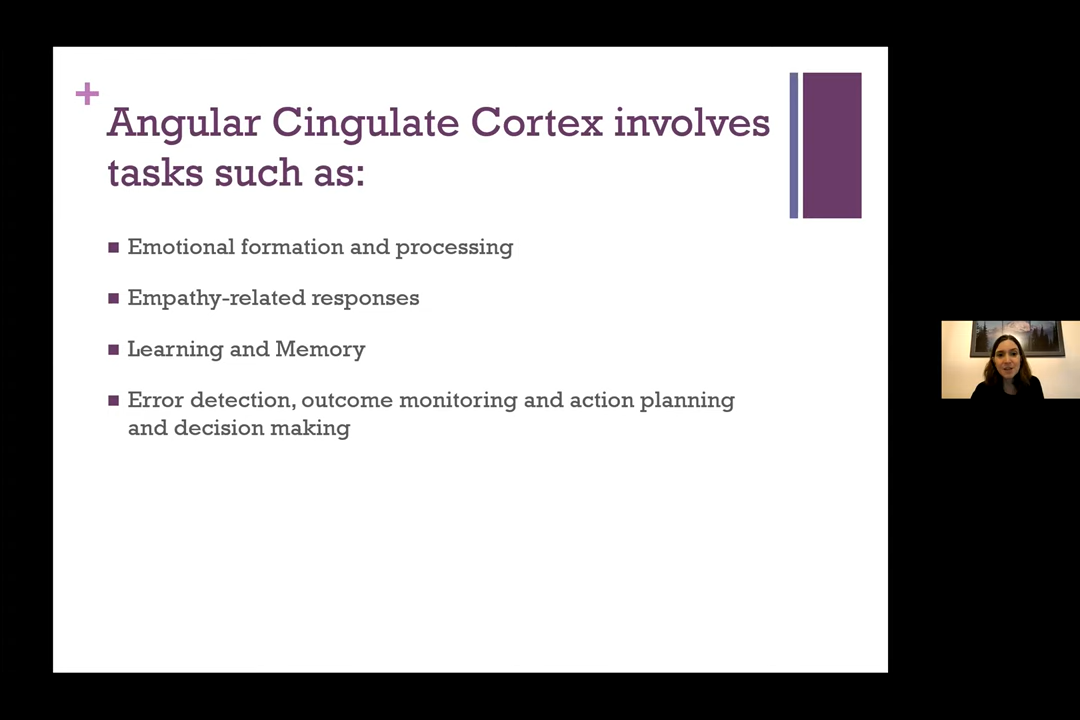 Angular Cingulate Cortex involves
tasks such as:
Emotional formation and processing
Empathy-related responses
Learning and Memory
Error detection, outcome monitoring and action planning
and decision making